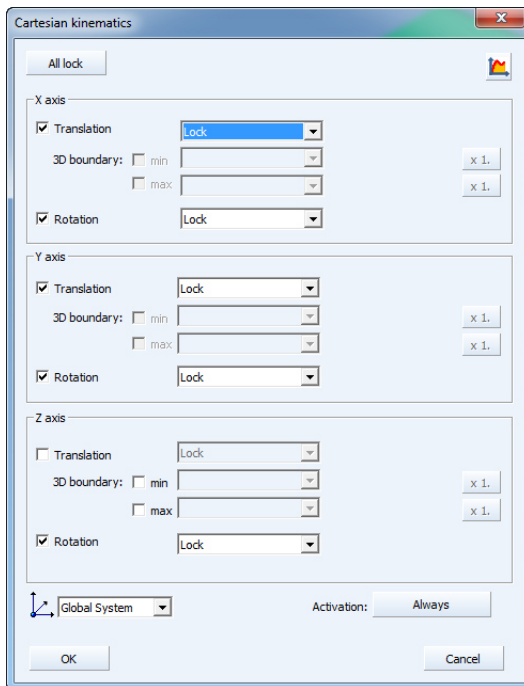 Cartesian kinematics
All lock
X axis
Translation Lock
3D boundary: min x 1.
max x 1.
Rotation Lock
Y axis
Translation Lock
3D boundary: min x 1.
max x 1.
Rotation Lock
Z axis
Translation Lock
3D boundary: min x 1.
max x 1.
Rotation Lock
Global System Activation: Always
OK Cancel